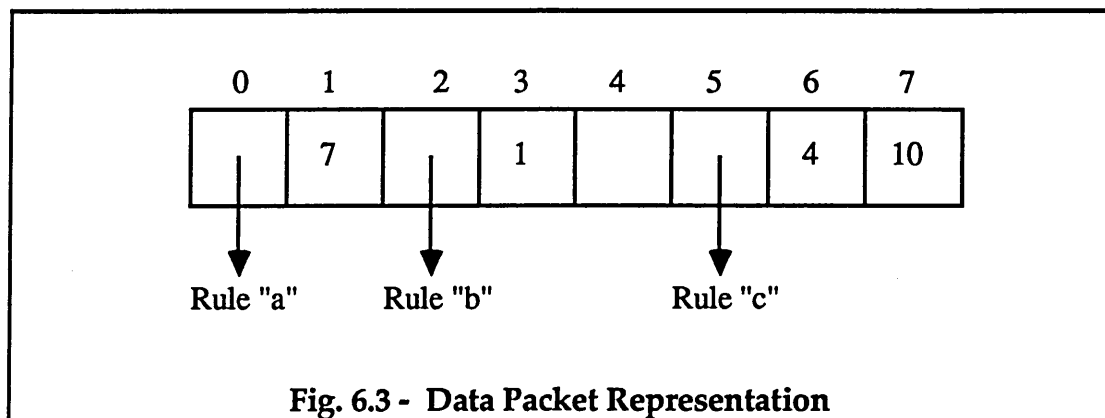 0 1 2 3 4 5 6 7
7 1 4 10
Rule "a" Rule "b" Rule "c"
Fig. 6.3 - Data Packet Representation